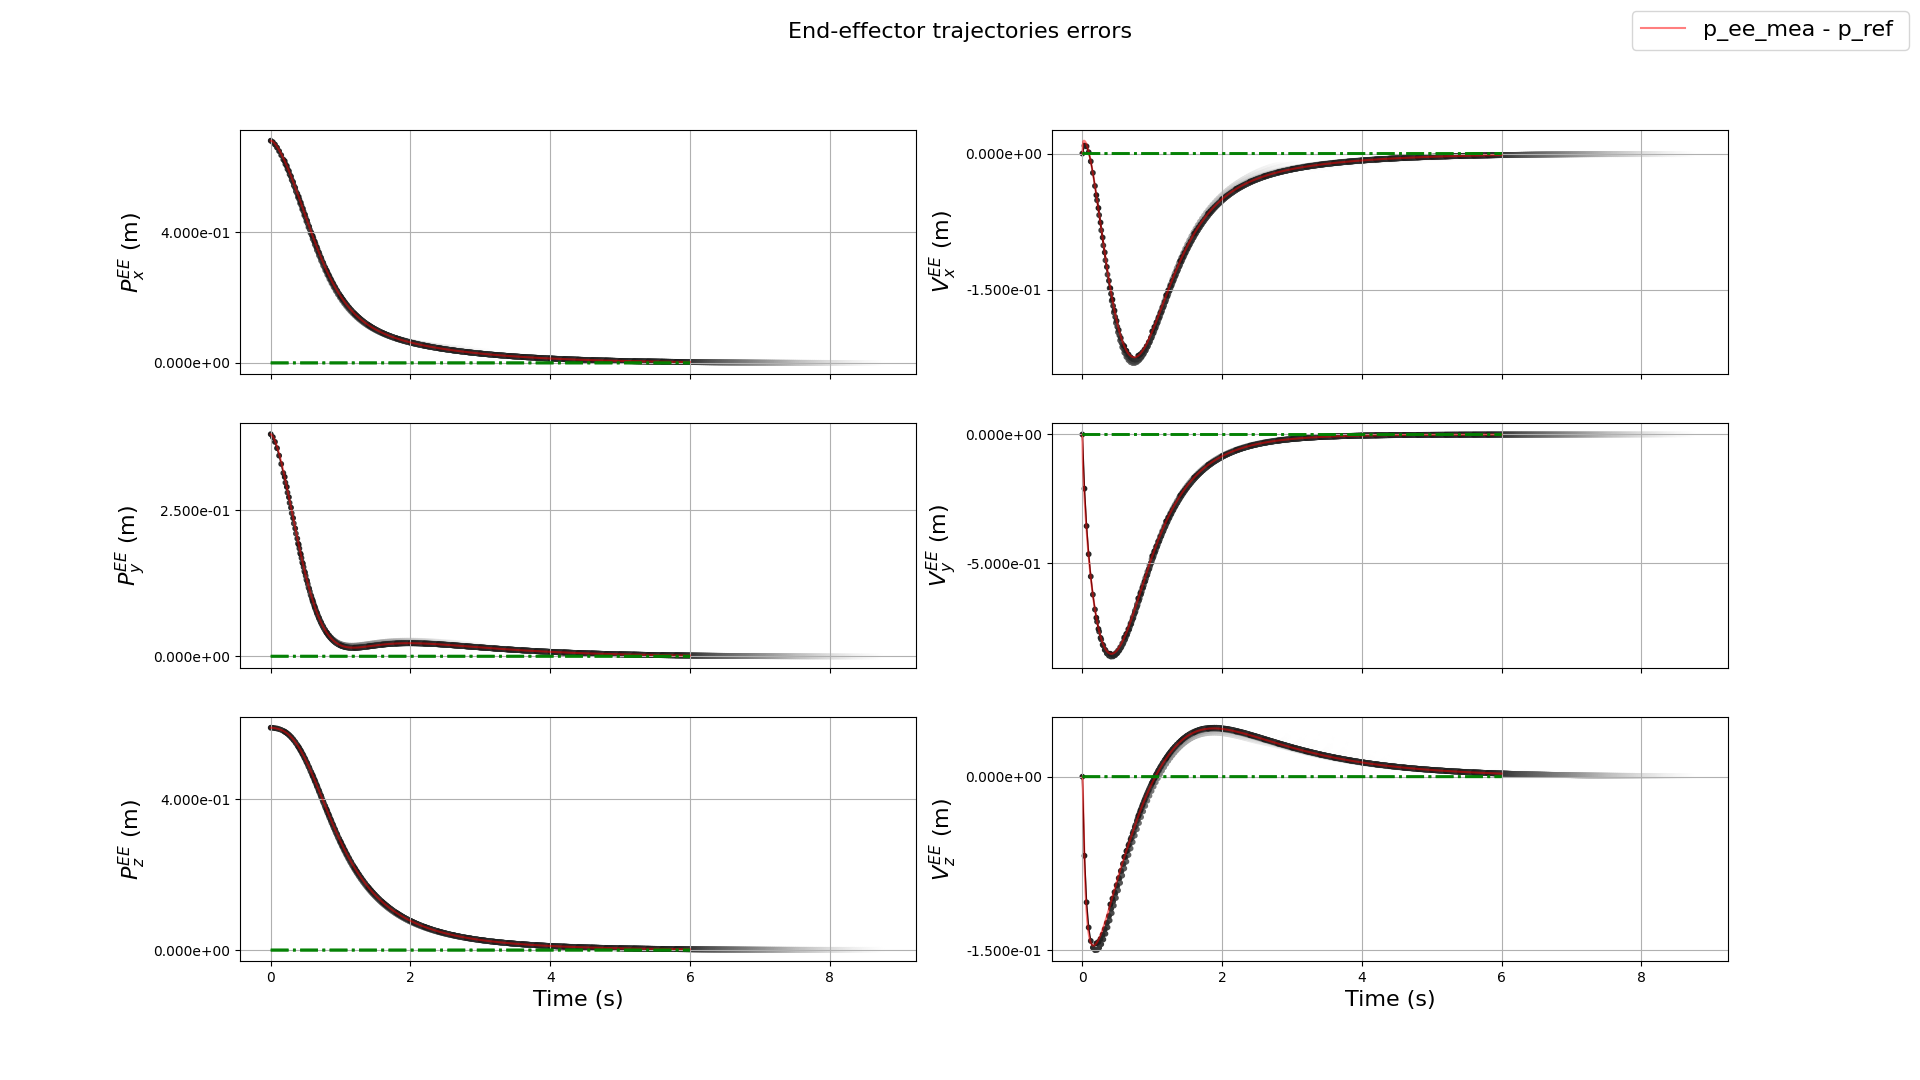 End-effector trajectories errors
p_ee_mea - p_ref
P_x^{EE} (m)
4.000e-01
0.000e+00
V_x^{EE} (m)
0.000e+00
-1.500e-01
P_y^{EE} (m)
2.500e-01
0.000e+00
V_y^{EE} (m)
0.000e+00
-5.000e-01
P_z^{EE} (m)
4.000e-01
0.000e+00
0 2 4 6 8
Time (s)
V_z^{EE} (m)
0.000e+00
-1.500e-01
0 2 4 6 8
Time (s)